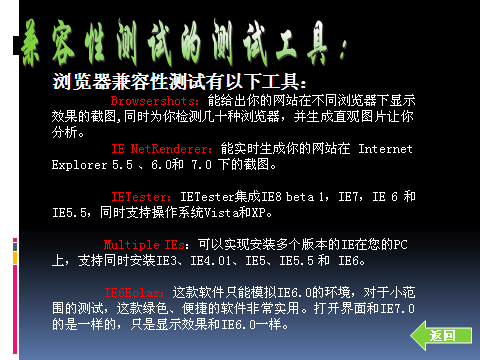 兼容性测试的测试工具：
浏览器兼容性测试有以下工具：
Browsershots：能给出你的网站在不同浏览器下显示
效果的截图,同时为你检测几十种浏览器，并生成直观图片让你
分析。
IE NetRenderer：能实时生成你的网站在 Internet
Explorer 5.5 、6.0和 7.0 下的截图。
IETester：IETester集成IE8 beta 1，IE7，IE 6 和
IE5.5，同时支持操作系统Vista和XP。
Multiple IEs：可以实现安装多个版本的IE在您的PC
上，支持同时安装IE3、IE4.01、IE5、IE5.5 和 IE6。
IE6Eolas：这款软件只能模拟IE6.0的环境，对于小范
围的测试，这款绿色、便捷的软件非常实用。打开界面和IE7.0
的是一样的，只是显示效果和IE6.0一样。
返回